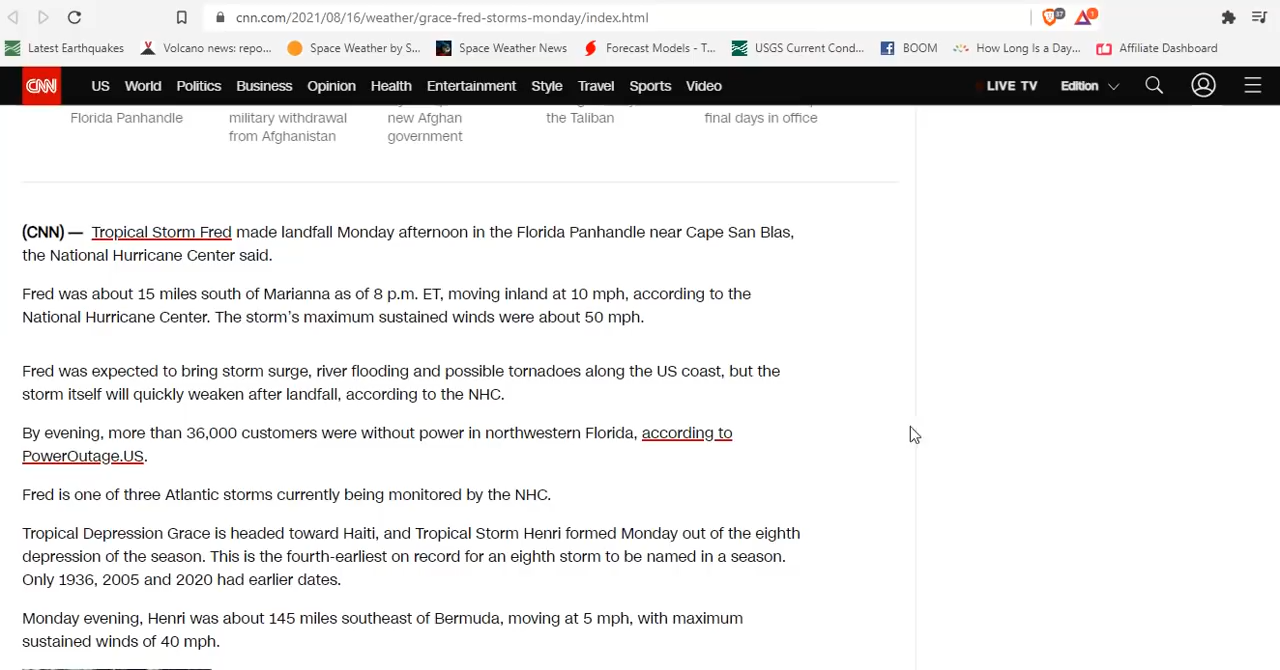 cnn.com/2021/08/16/weather/grace-fred-storms-monday/index.html
37
1
Latest Earthquakes
Volcano news: repo...
Space Weather by S...
Space Weather News
Forecast Models - T...
USGS Current Cond...
BOOM
How Long Is a Day...
Affiliate Dashboard
CNN
US
World
Politics
Business
Opinion
Health
Entertainment
Style
Travel
Sports
Video
LIVE TV
Edition
Florida Panhandle
military withdrawal
from Afghanistan
new Afghan
government
the Taliban
final days in office
(CNN) — Tropical Storm Fred made landfall Monday afternoon in the Florida Panhandle near Cape San Blas,
the National Hurricane Center said.
Fred was about 15 miles south of Marianna as of 8 p.m. ET, moving inland at 10 mph, according to the
National Hurricane Center. The storm's maximum sustained winds were about 50 mph.
Fred was expected to bring storm surge, river flooding and possible tornadoes along the US coast, but the
storm itself will quickly weaken after landfall, according to the NHC.
By evening, more than 36,000 customers were without power in northwestern Florida, according to
PowerOutage.US.
Fred is one of three Atlantic storms currently being monitored by the NHC.
Tropical Depression Grace is headed toward Haiti, and Tropical Storm Henri formed Monday out of the eighth
depression of the season. This is the fourth-earliest on record for an eighth storm to be named in a season.
Only 1936, 2005 and 2020 had earlier dates.
Monday evening, Henri was about 145 miles southeast of Bermuda, moving at 5 mph, with maximum
sustained winds of 40 mph.